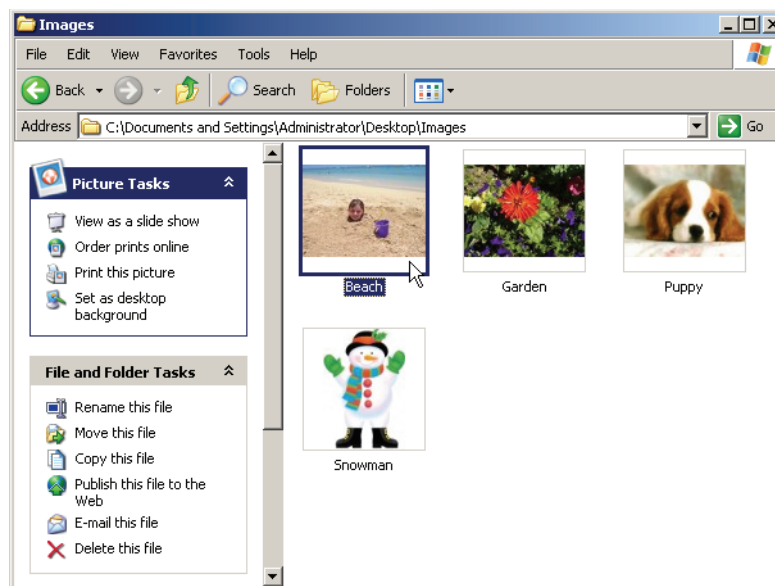 Images
File Edit View Favorites Tools Help
Back Search Folders
Address C:\Documents and Settings\Administrator\Desktop\Images Go
Picture Tasks
View as a slide show
Order prints online
Print this picture
Set as desktop
background
File and Folder Tasks
Rename this file
Move this file
Copy this file
Publish this file to the
Web
E-mail this file
Delete this file
Beach Garden Puppy
Snowman